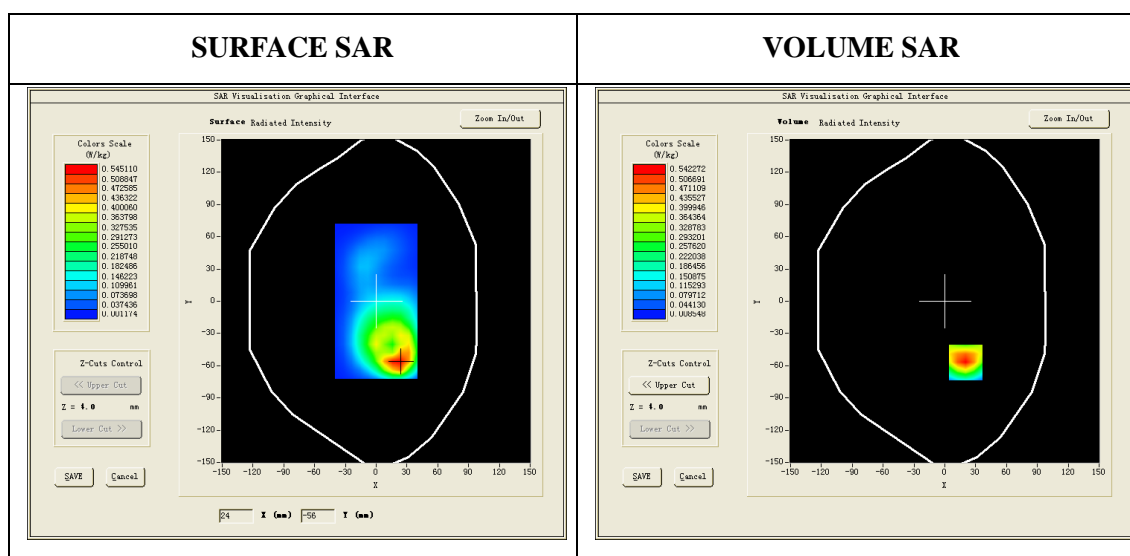 SURFACE SAR
VOLUME SAR
SAR Visualisation Graphical Interface
Surface Radiated Intensity
Zoom In/Out
Colors Scale
(W/kg)
0.545110
0.508847
0.472585
0.436322
0.400060
0.363798
0.327535
0.291273
0.255010
0.218748
0.182486
0.146223
0.109961
0.073698
0.037436
0.001174
150
120
90
60
30
0
-30
-60
-90
-120
-150
Y
-150 -120 -90 -60 -30 0 30 60 90 120 150
X
Z-Cuts Control
<< Upper Cut
Z = 4.0 mm
Lower Cut >>
SAVE Cancel
24 X (mm) -56 Y (mm)
SAR Visualisation Graphical Interface
Volume Radiated Intensity
Zoom In/Out
Colors Scale
(W/kg)
0.542272
0.506691
0.471109
0.435527
0.399946
0.364364
0.328783
0.293201
0.257620
0.222038
0.186456
0.150875
0.115293
0.079712
0.044130
0.008548
150
120
90
60
30
0
-30
-60
-90
-120
-150
Y
-150 -120 -90 -60 -30 0 30 60 90 120 150
X
Z-Cuts Control
<< Upper Cut
Z = 4.0 mm
Lower Cut >>
SAVE Cancel